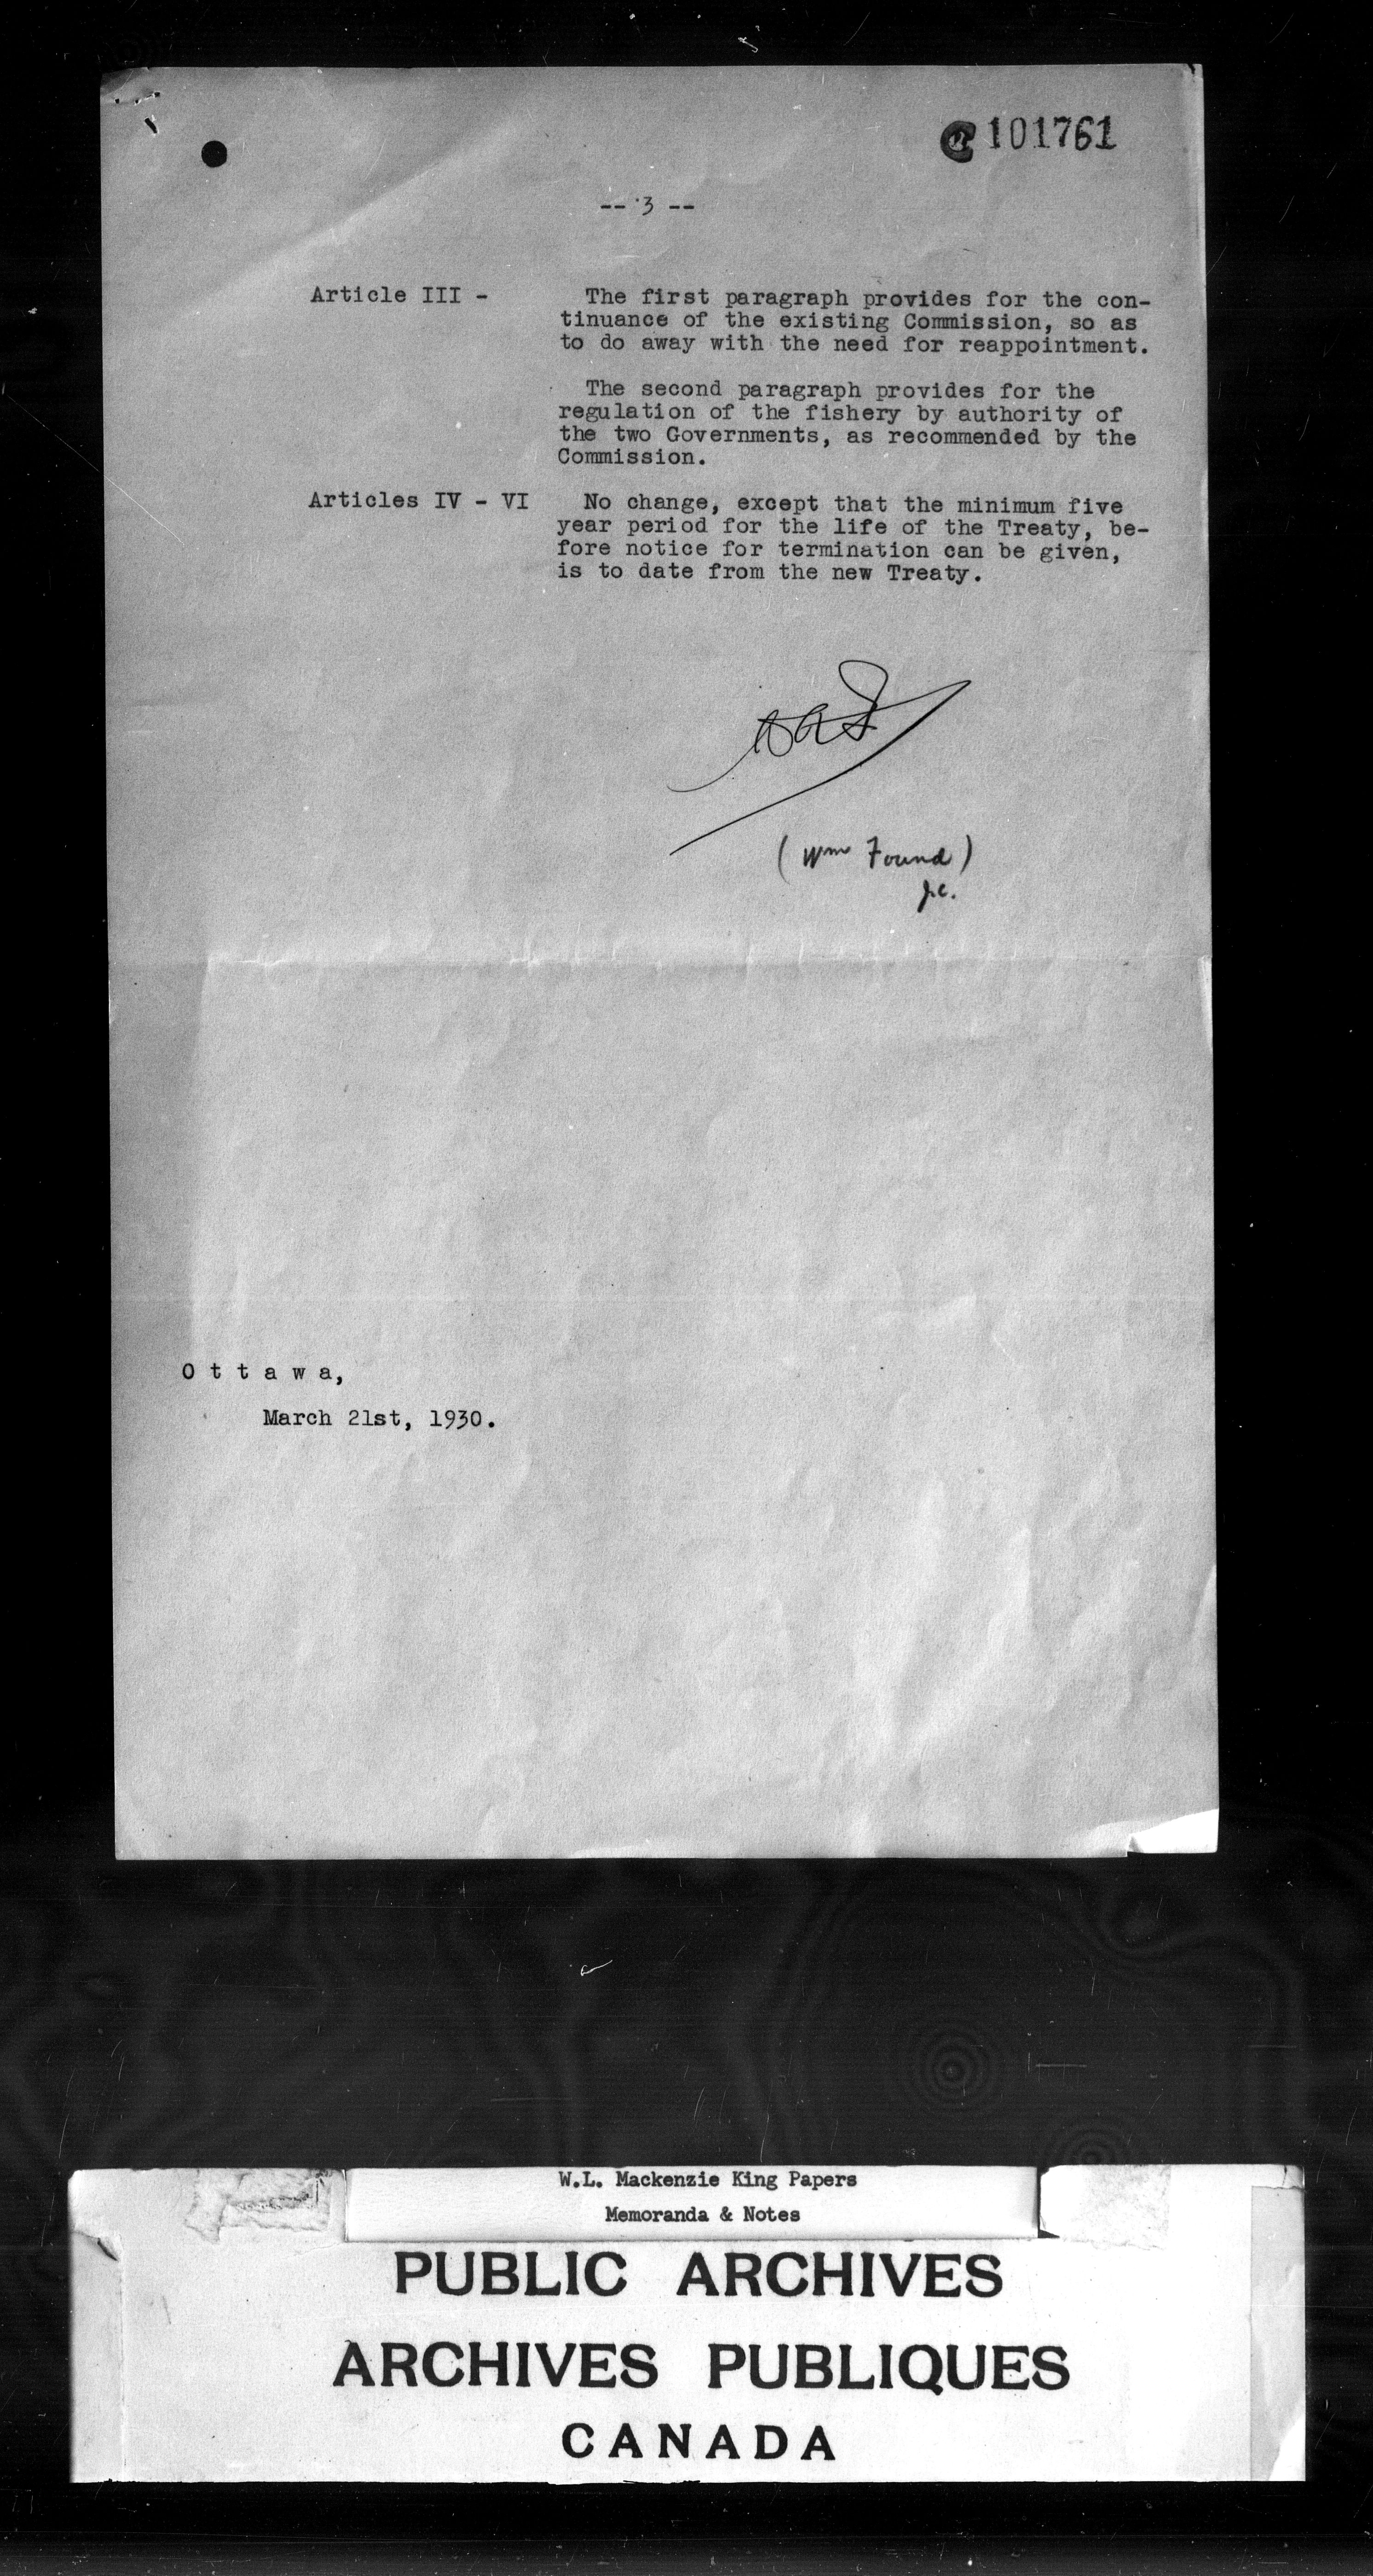 C 101761
-- 3 --
Article III - The first paragraph provides for the con-
tinuance of the existing Commission, so as
to do away with the need for reappointment.
The second paragraph provides for the
regulation of the fishery by authority of
the two Governments, as recommended by the
Commission.
Articles IV - VI No change, except that the minimum five
year period for the life of the Treaty, be-
fore notice for termination can be given,
is to date from the new Treaty.
(Wm Found)
J.C.
O t t a w a,
March 21st, 1930.
W.L. Mackenzie King Papers
Memoranda & Notes
PUBLIC ARCHIVES
ARCHIVES PUBLIQUES
CANADA